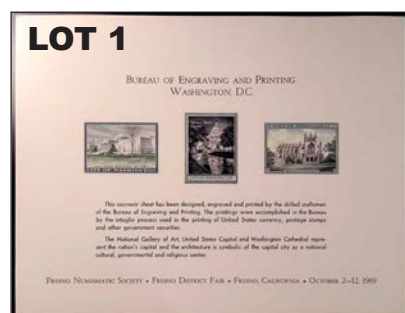 LOT 1
BUREAU OF ENGRAVING AND PRINTING
WASHINGTON, D.C.
CITY OF WASHINGTON
This souvenir sheet has been designed, engraved and printed by the skilled craftsmen
of the Bureau of Engraving and Printing. The printings were accomplished in the Bureau
by the intaglio process used in the printing of United States currency, postage stamps
and other government securities.
The National Gallery of Art, United States Capitol and Washington Cathedral repre-
sent the nation's capital and the architecture is symbolic of the capital city as a national
cultural, governmental and religious center.
FRESNO NUMISMATIC SOCIETY • FRESNO DISTRICT FAIR • FRESNO, CALIFORNIA • OCTOBER 2-12, 1969